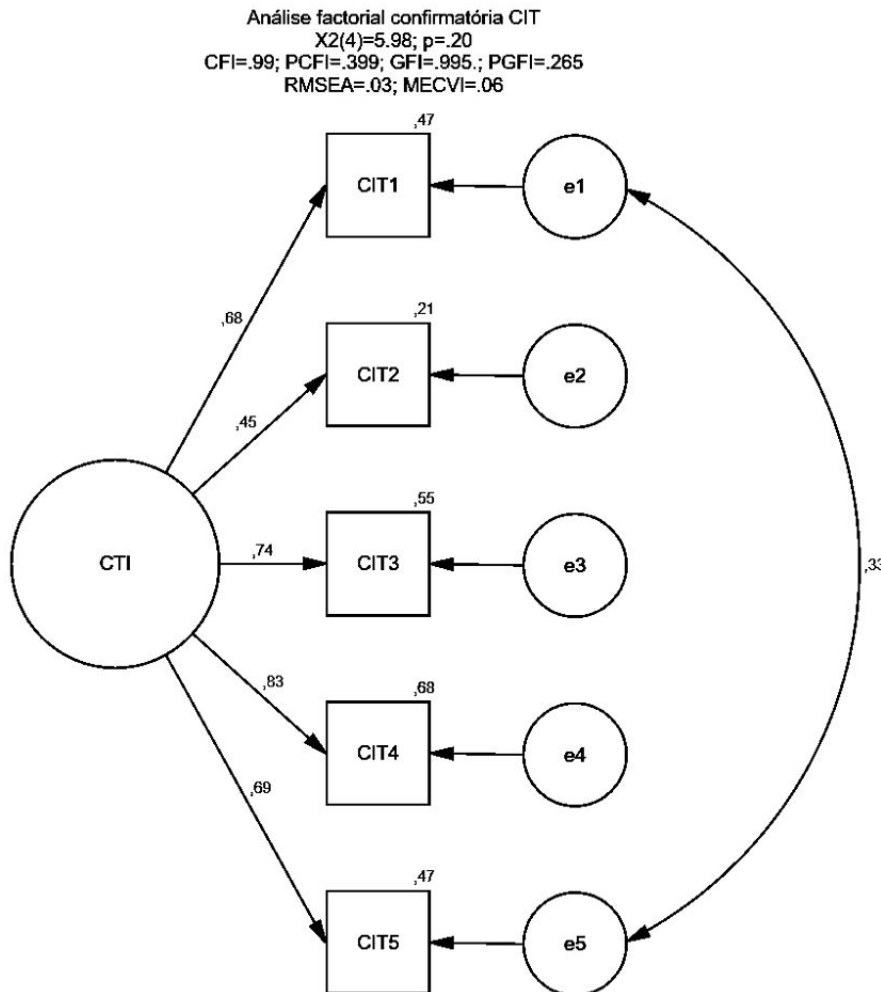 Análise factorial confirmatória CIT
X2(4)=5.98; p=.20
CFI=.99; PCFI=.399; GFI=.995.; PGFI=.265
RMSEA=.03; MECVI=.06
,47
CIT1
e1
,68
,21
CIT2
e2
,45
,55
CTI
,74
CIT3
e3
,33
,83
,68
CIT4
e4
,69
,47
CIT5
e5